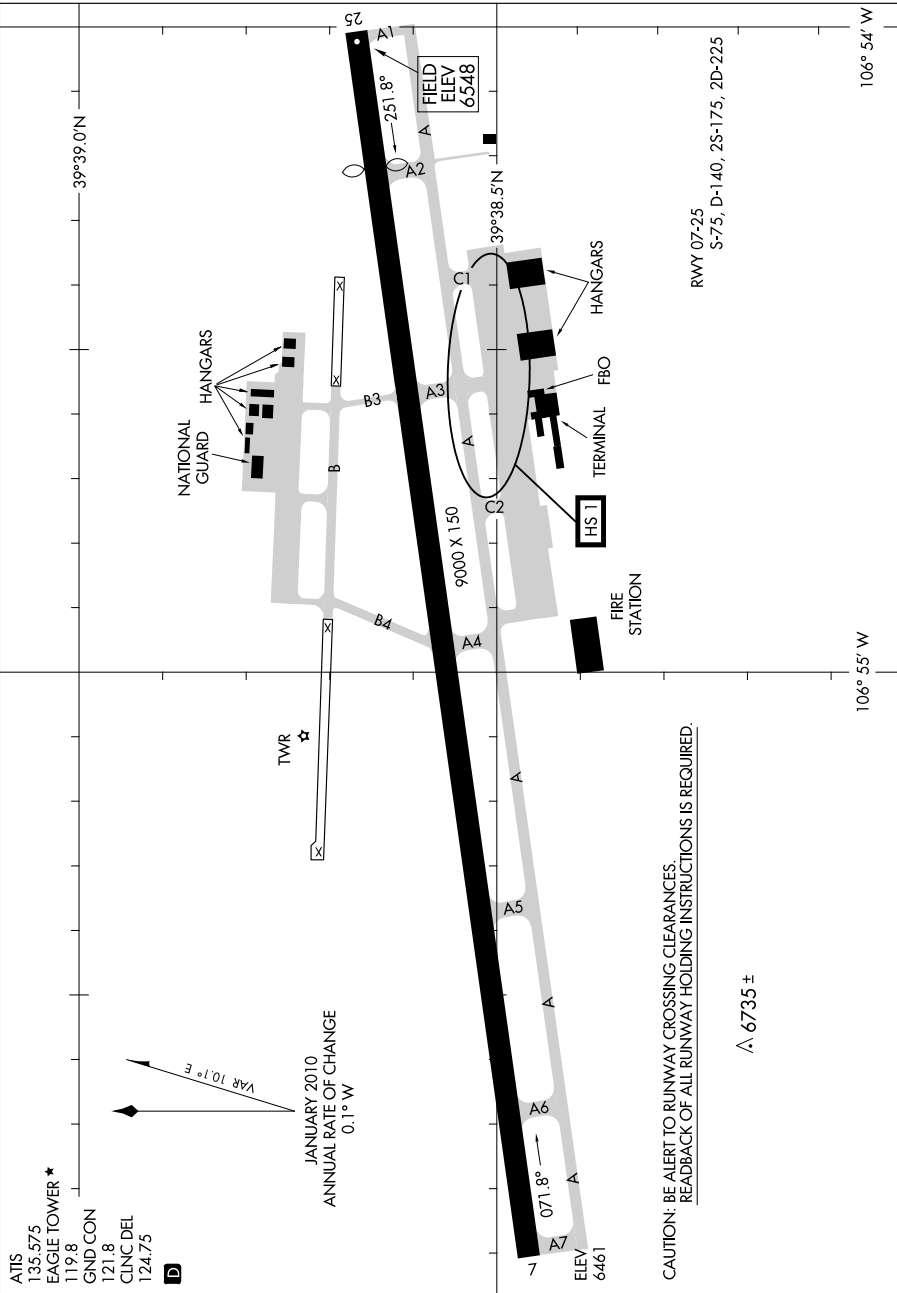 ATIS
135.575
EAGLE TOWER ★
119.8
GND CON
121.8
CLNC DEL
124.75
D
JANUARY 2010
ANNUAL RATE OF CHANGE
0.1° W
VAR 10.1° E
39°39.0'N
TWR
NATIONAL
GUARD
HANGARS
X
X
X
X
B
B3
B4
25
A1
FIELD
ELEV
6548
251.8°
A
A2
39°38.5'N
C1
A3
A
C2
9000 X 150
A4
A
A5
A
A6
071.8°
A
A7
7
ELEV
6461
HS 1
FIRE
STATION
TERMINAL
FBO
HANGARS
RWY 07-25
S-75, D-140, 2S-175, 2D-225
CAUTION: BE ALERT TO RUNWAY CROSSING CLEARANCES.
READBACK OF ALL RUNWAY HOLDING INSTRUCTIONS IS REQUIRED.
6735 ±
106° 55' W
106° 54' W